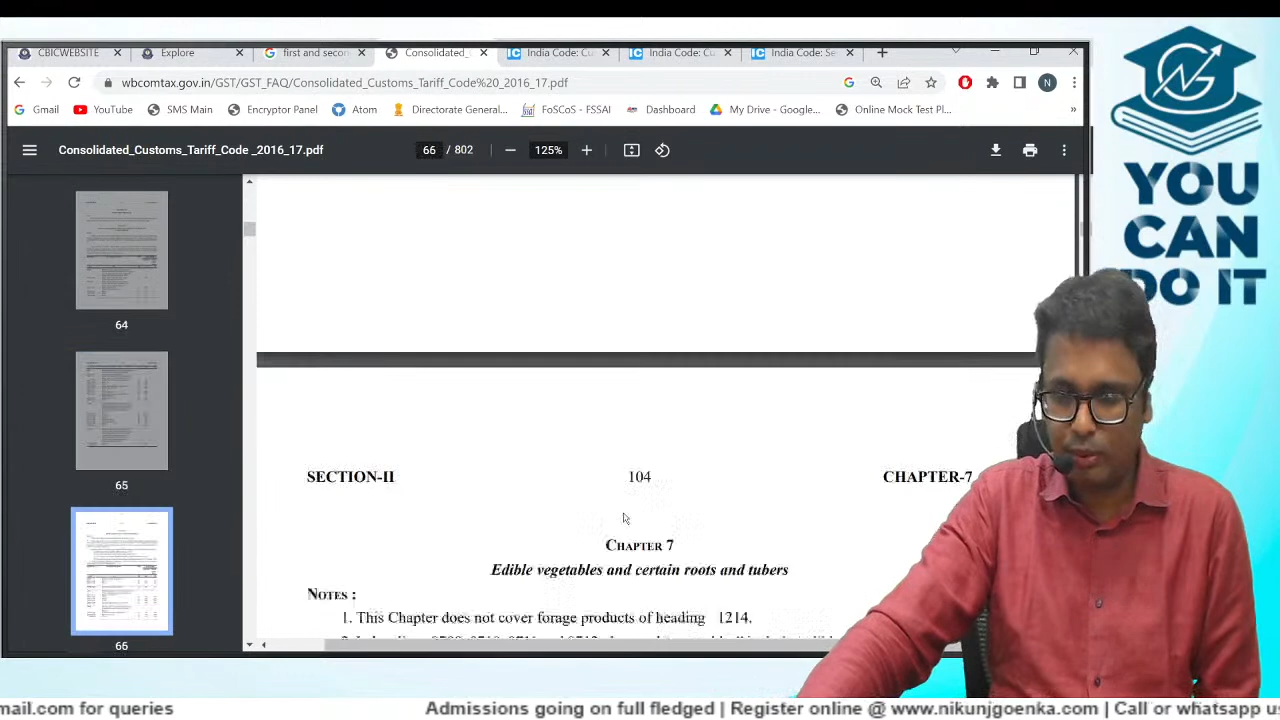 CBICWEBSITE
Explore
first and secon
Consolidated_
India Code: Cu
India Code: Cu
India Code: Se
wbcomtax.gov.in/GST/GST_FAQ/Consolidated_Customs_Tariff_Code%20_2016_17.pdf
N
Gmail
YouTube
SMS Main
Encryptor Panel
Atom
Directorate Gener
FoSCoS - FSSAI
Dashboard
My Drive - Google...
Online Mock Test Pl...
»
Consolidated_Customs_Tariff_Code _2016_17.pdf
66 / 802
125%
64
65
66
SECTION-II
104
CHAPTER-7
CHAPTER 7
Edible vegetables and certain roots and tubers
NOTES :
1. This Chapter does not cover forage products of heading 1214.
NG
YOU
CAN
DO IT
mail.com for queries
Admissions going on full fledged | Register online @ www.nikunjgoenka.com | Call or whatsapp us